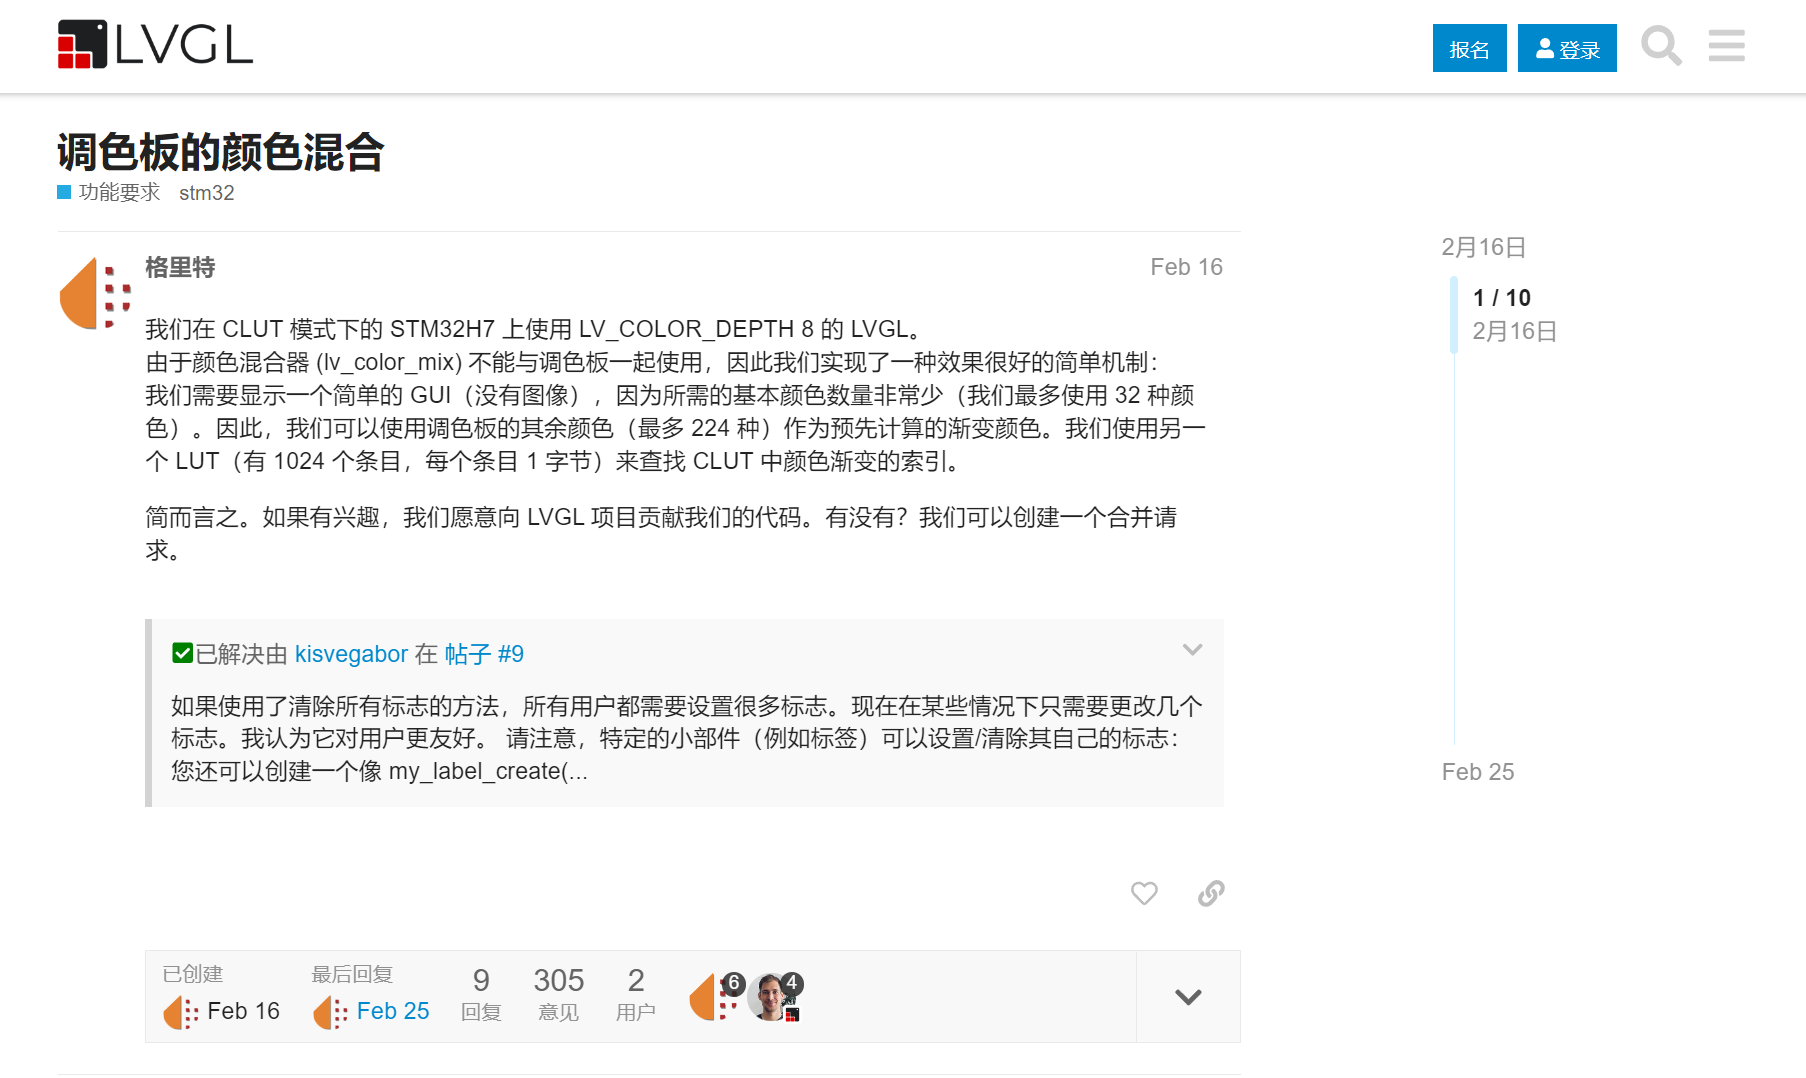 LVGL
报名
登录
调色板的颜色混合
功能要求 stm32
格里特
Feb 16
我们在 CLUT 模式下的 STM32H7 上使用 LV_COLOR_DEPTH 8 的 LVGL。
由于颜色混合器 (lv_color_mix) 不能与调色板一起使用，因此我们实现了一种效果很好的简单机制：
我们需要显示一个简单的 GUI（没有图像），因为所需的基本颜色数量非常少（我们最多使用 32 种颜
色）。因此，我们可以使用调色板的其余颜色（最多 224 种）作为预先计算的渐变颜色。我们使用另一
个 LUT（有 1024 个条目，每个条目 1 字节）来查找 CLUT 中颜色渐变的索引。
简而言之。如果有兴趣，我们愿意向 LVGL 项目贡献我们的代码。有没有？我们可以创建一个合并请
求。
已解决由 kisvegabor 在 帖子 #9
如果使用了清除所有标志的方法，所有用户都需要设置很多标志。现在在某些情况下只需要更改几个
标志。我认为它对用户更友好。 请注意，特定的小部件（例如标签）可以设置/清除其自己的标志：
您还可以创建一个像 my_label_create(...
已创建
Feb 16
最后回复
Feb 25
9
回复
305
意见
2
用户
6
4
2月16日
1 / 10
2月16日
Feb 25